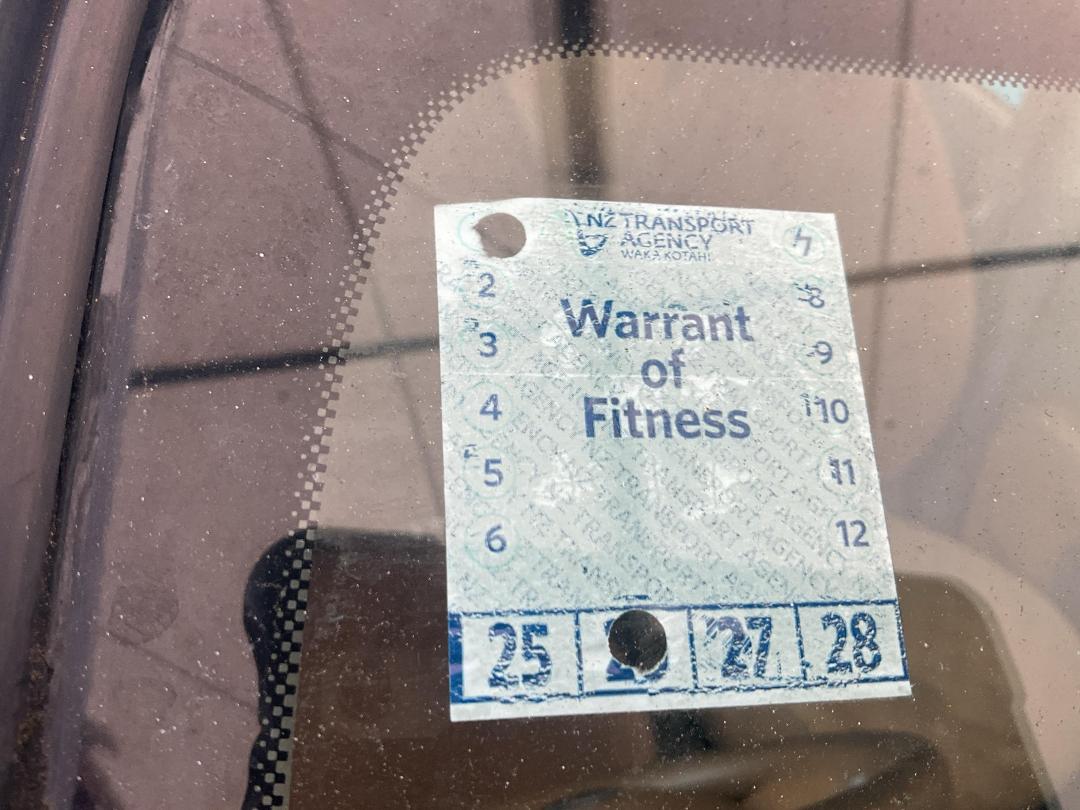 NZ TRANSPORT
AGENCY
WAKA KOTAHI
Warrant
of
Fitness
2
3
4
5
6
8
9
10
11
12
25
27
28